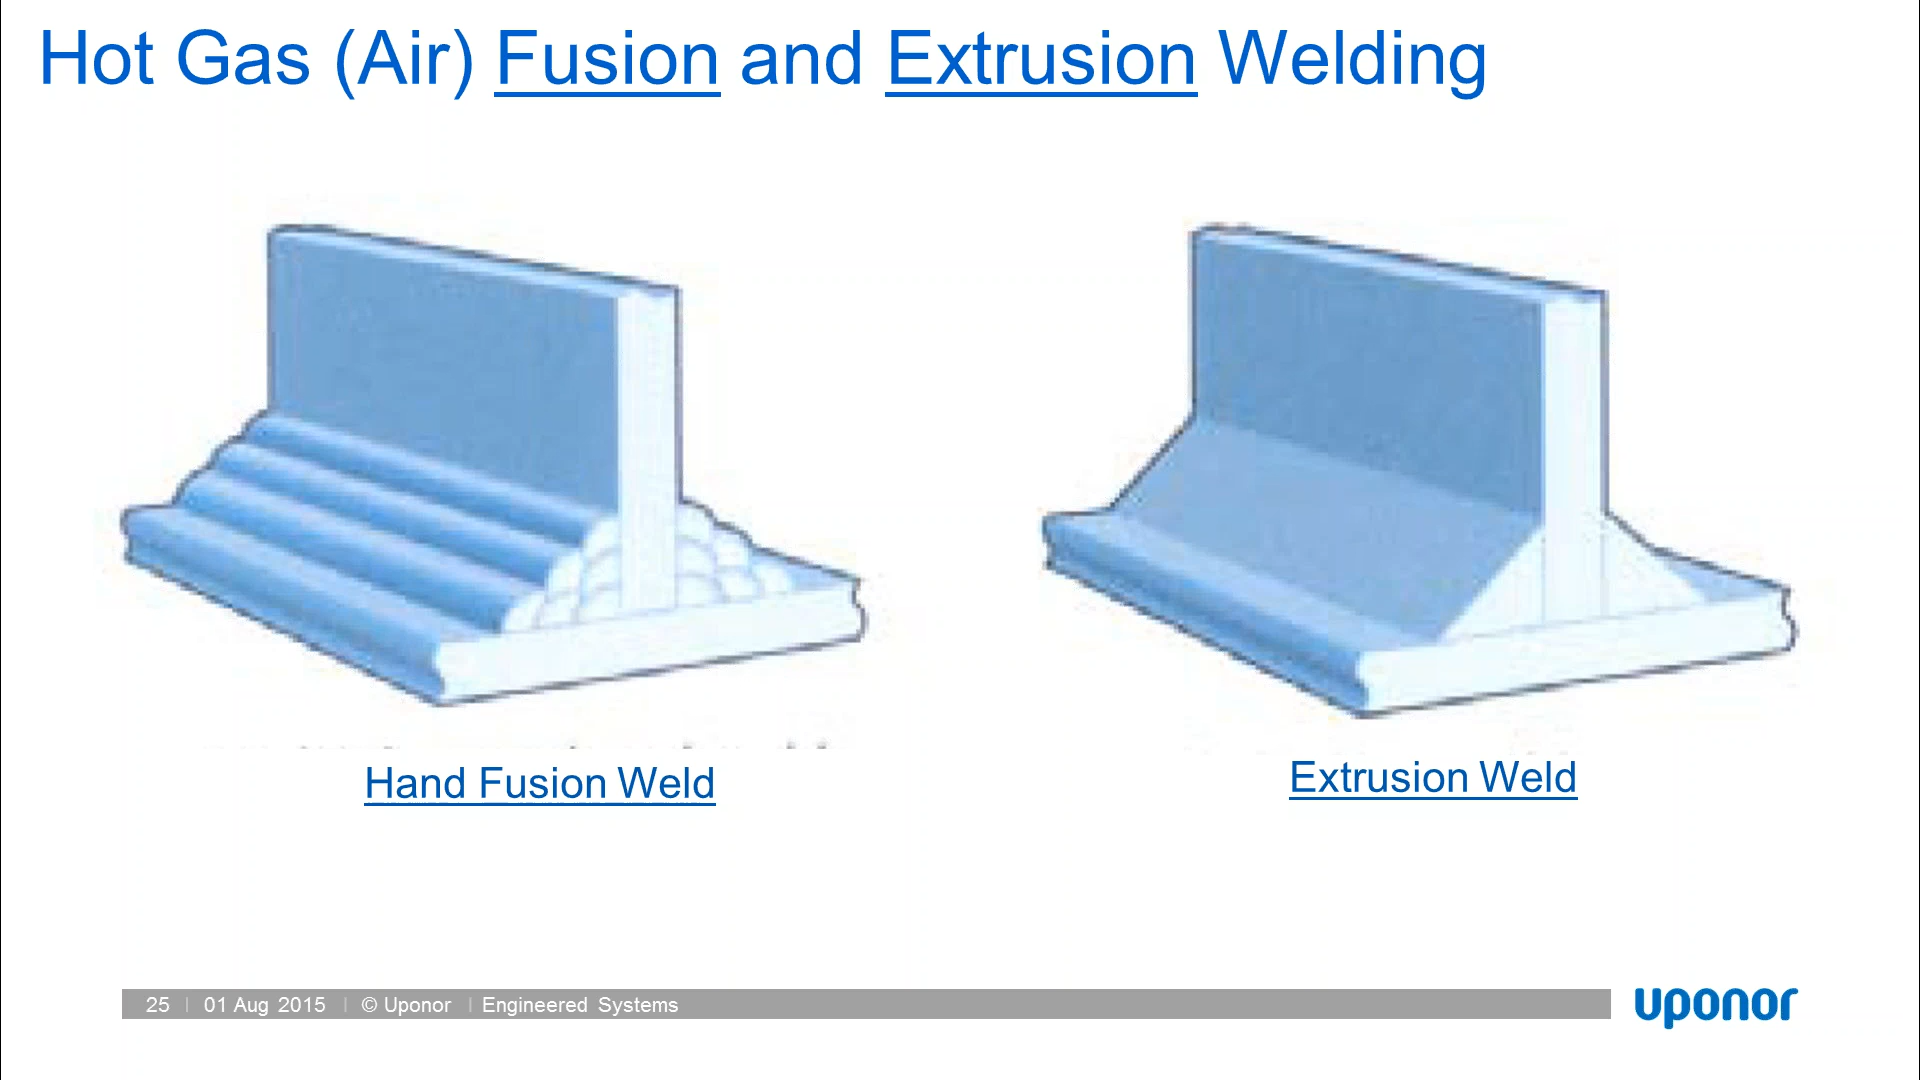 Hot Gas (Air) Fusion and Extrusion Welding
Hand Fusion Weld
Extrusion Weld
25 | 01 Aug 2015 | © Uponor | Engineered Systems
uponor